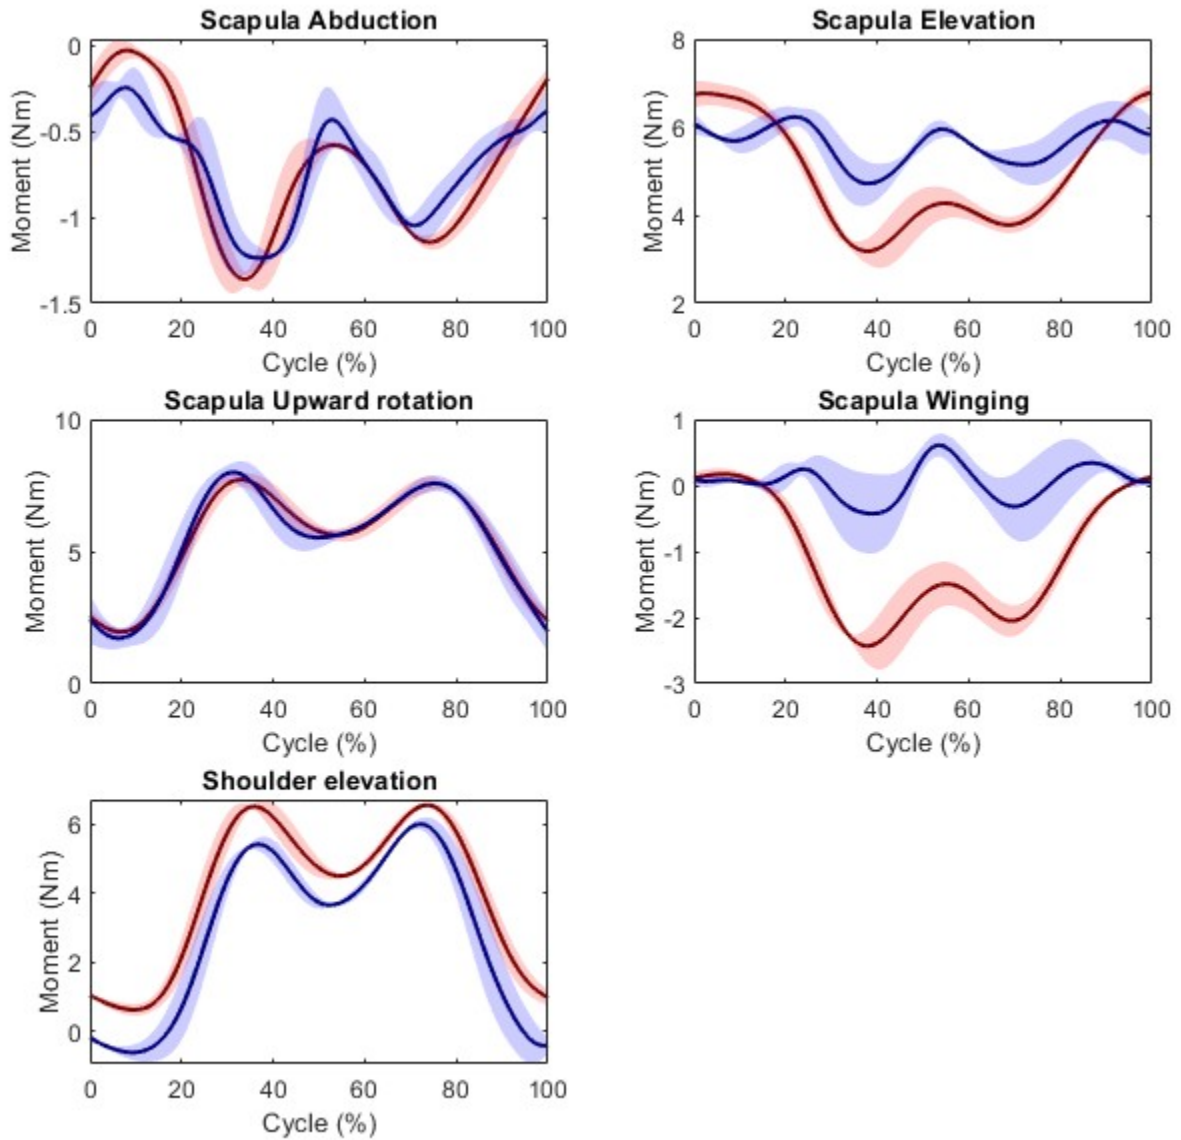 Scapula Abduction
Moment (Nm)
0
-0.5
-1
-1.5
0 20 40 60 80 100
Cycle (%)
Scapula Elevation
Moment (Nm)
8
6
4
2
0 20 40 60 80 100
Cycle (%)
Scapula Upward rotation
Moment (Nm)
10
5
0
0 20 40 60 80 100
Cycle (%)
Scapula Winging
Moment (Nm)
1
0
-1
-2
-3
0 20 40 60 80 100
Cycle (%)
Shoulder elevation
Moment (Nm)
6
4
2
0
0 20 40 60 80 100
Cycle (%)